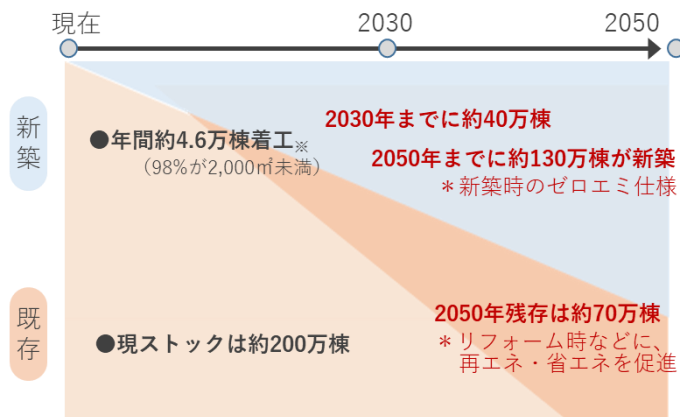 現在
2030
2050
新築
●年間約4.6万棟着工※
(98%が2,000㎡未満)
2030年までに約40万棟
2050年までに約130万棟が新築
＊新築時のゼロエミ仕様
既存
●現ストックは約200万棟
2050年残存は約70万棟
＊リフォーム時などに、
再エネ・省エネを促進